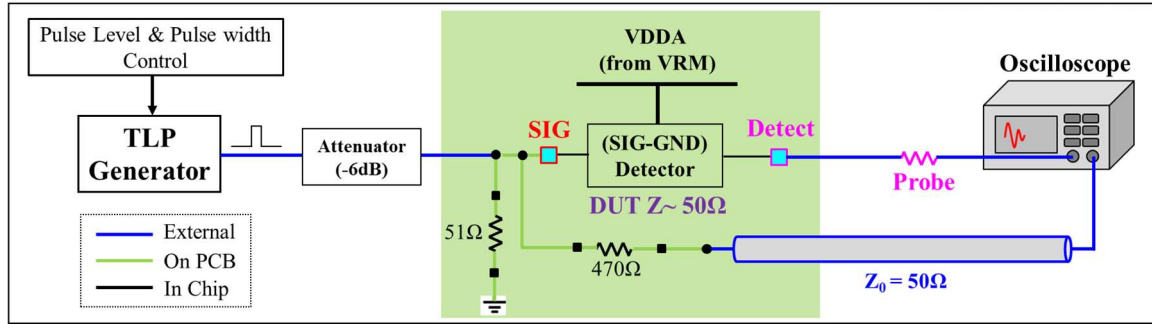 Pulse Level & Pulse width
Control
TLP
Generator
Attenuator
(-6dB)
VDDA
(from VRM)
SIG
(SIG-GND)
Detector
Detect
DUT Z~ 50Ω
Probe
Oscilloscope
51Ω
470Ω
Z₀ = 50Ω
External
On PCB
In Chip